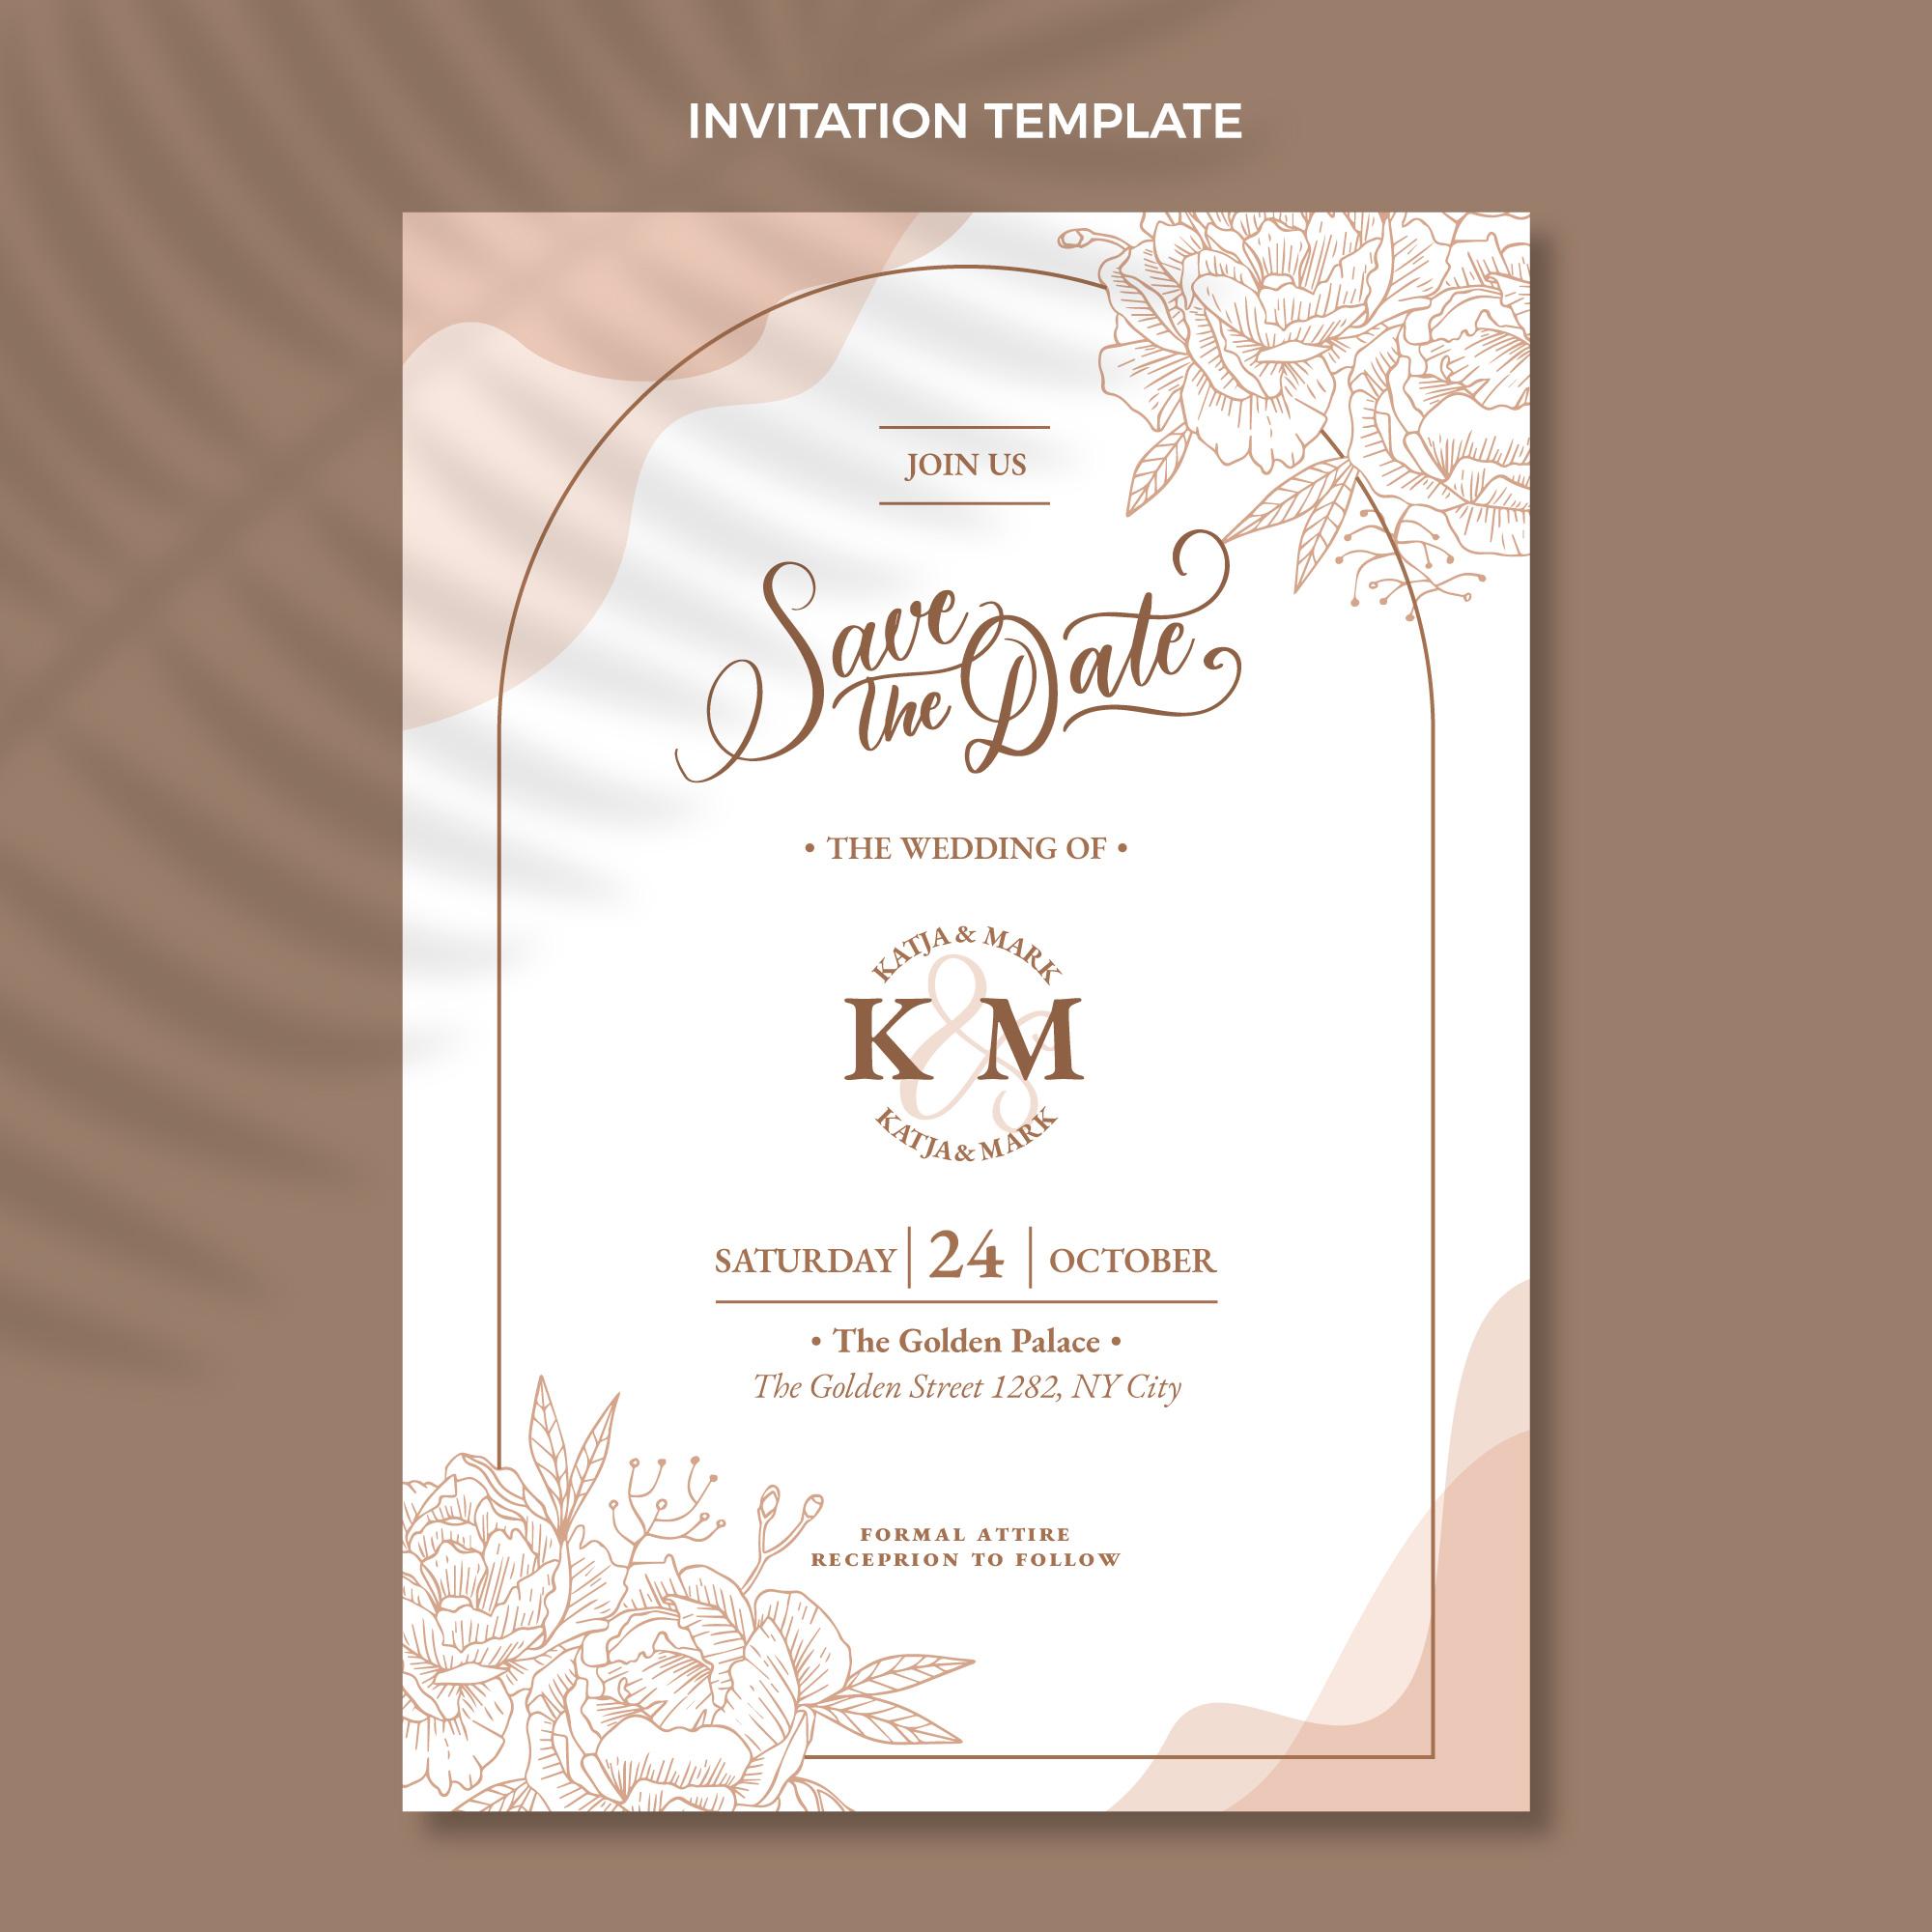 INVITATION TEMPLATE
JOIN US
Save
the Date
• THE WEDDING OF •
KATJA & MARK
K & M
KATJA & MARK
SATURDAY | 24 | OCTOBER
• The Golden Palace •
The Golden Street 1282, NY City
FORMAL ATTIRE
RECEPRION TO FOLLOW